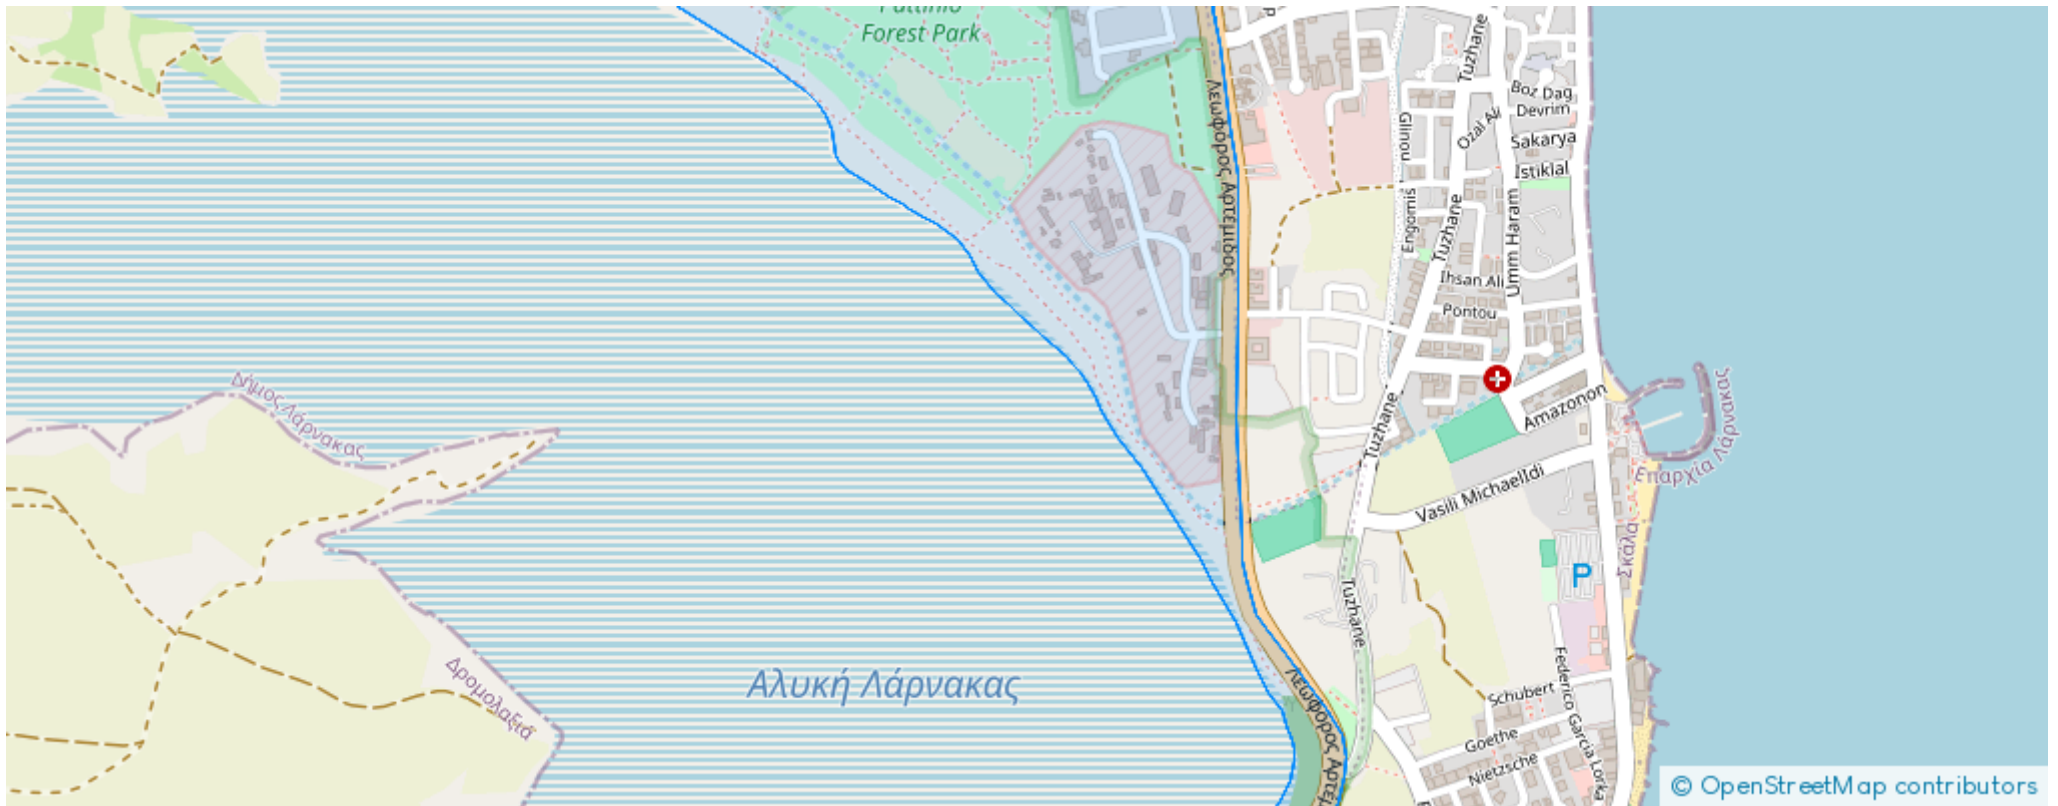 Forest Park
Tuzhane
Boz Dag
Devrim
Ozal Ali
Sakarya
Istiklal
Glinou
Λεωφόρος Αρτέμιδος
Engomis
Tuzhane
Umm Haram
Ihsan Ali
Pontou
Δήμος Λάρνακας
Tuzhane
Amazonon
Επαρχία Λάρνακας
Vasili MichaelIdi
Σκάλα
P
Tuzhane
Δρομολαξιά
Αλυκή Λάρνακας
Λεωφόρος Αρτέμ
Federico Garcia Lorka
Schubert
Goethe
Nietzsche
© OpenStreetMap contributors